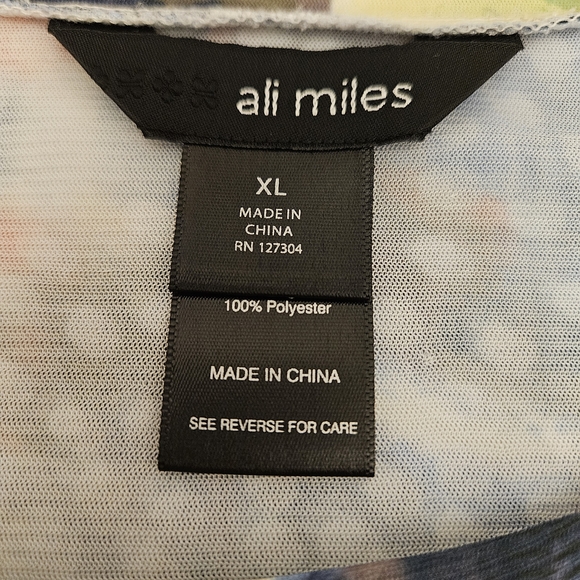 ali miles
XL
MADE IN
CHINA
RN 127304
100% Polyester
MADE IN CHINA
SEE REVERSE FOR CARE